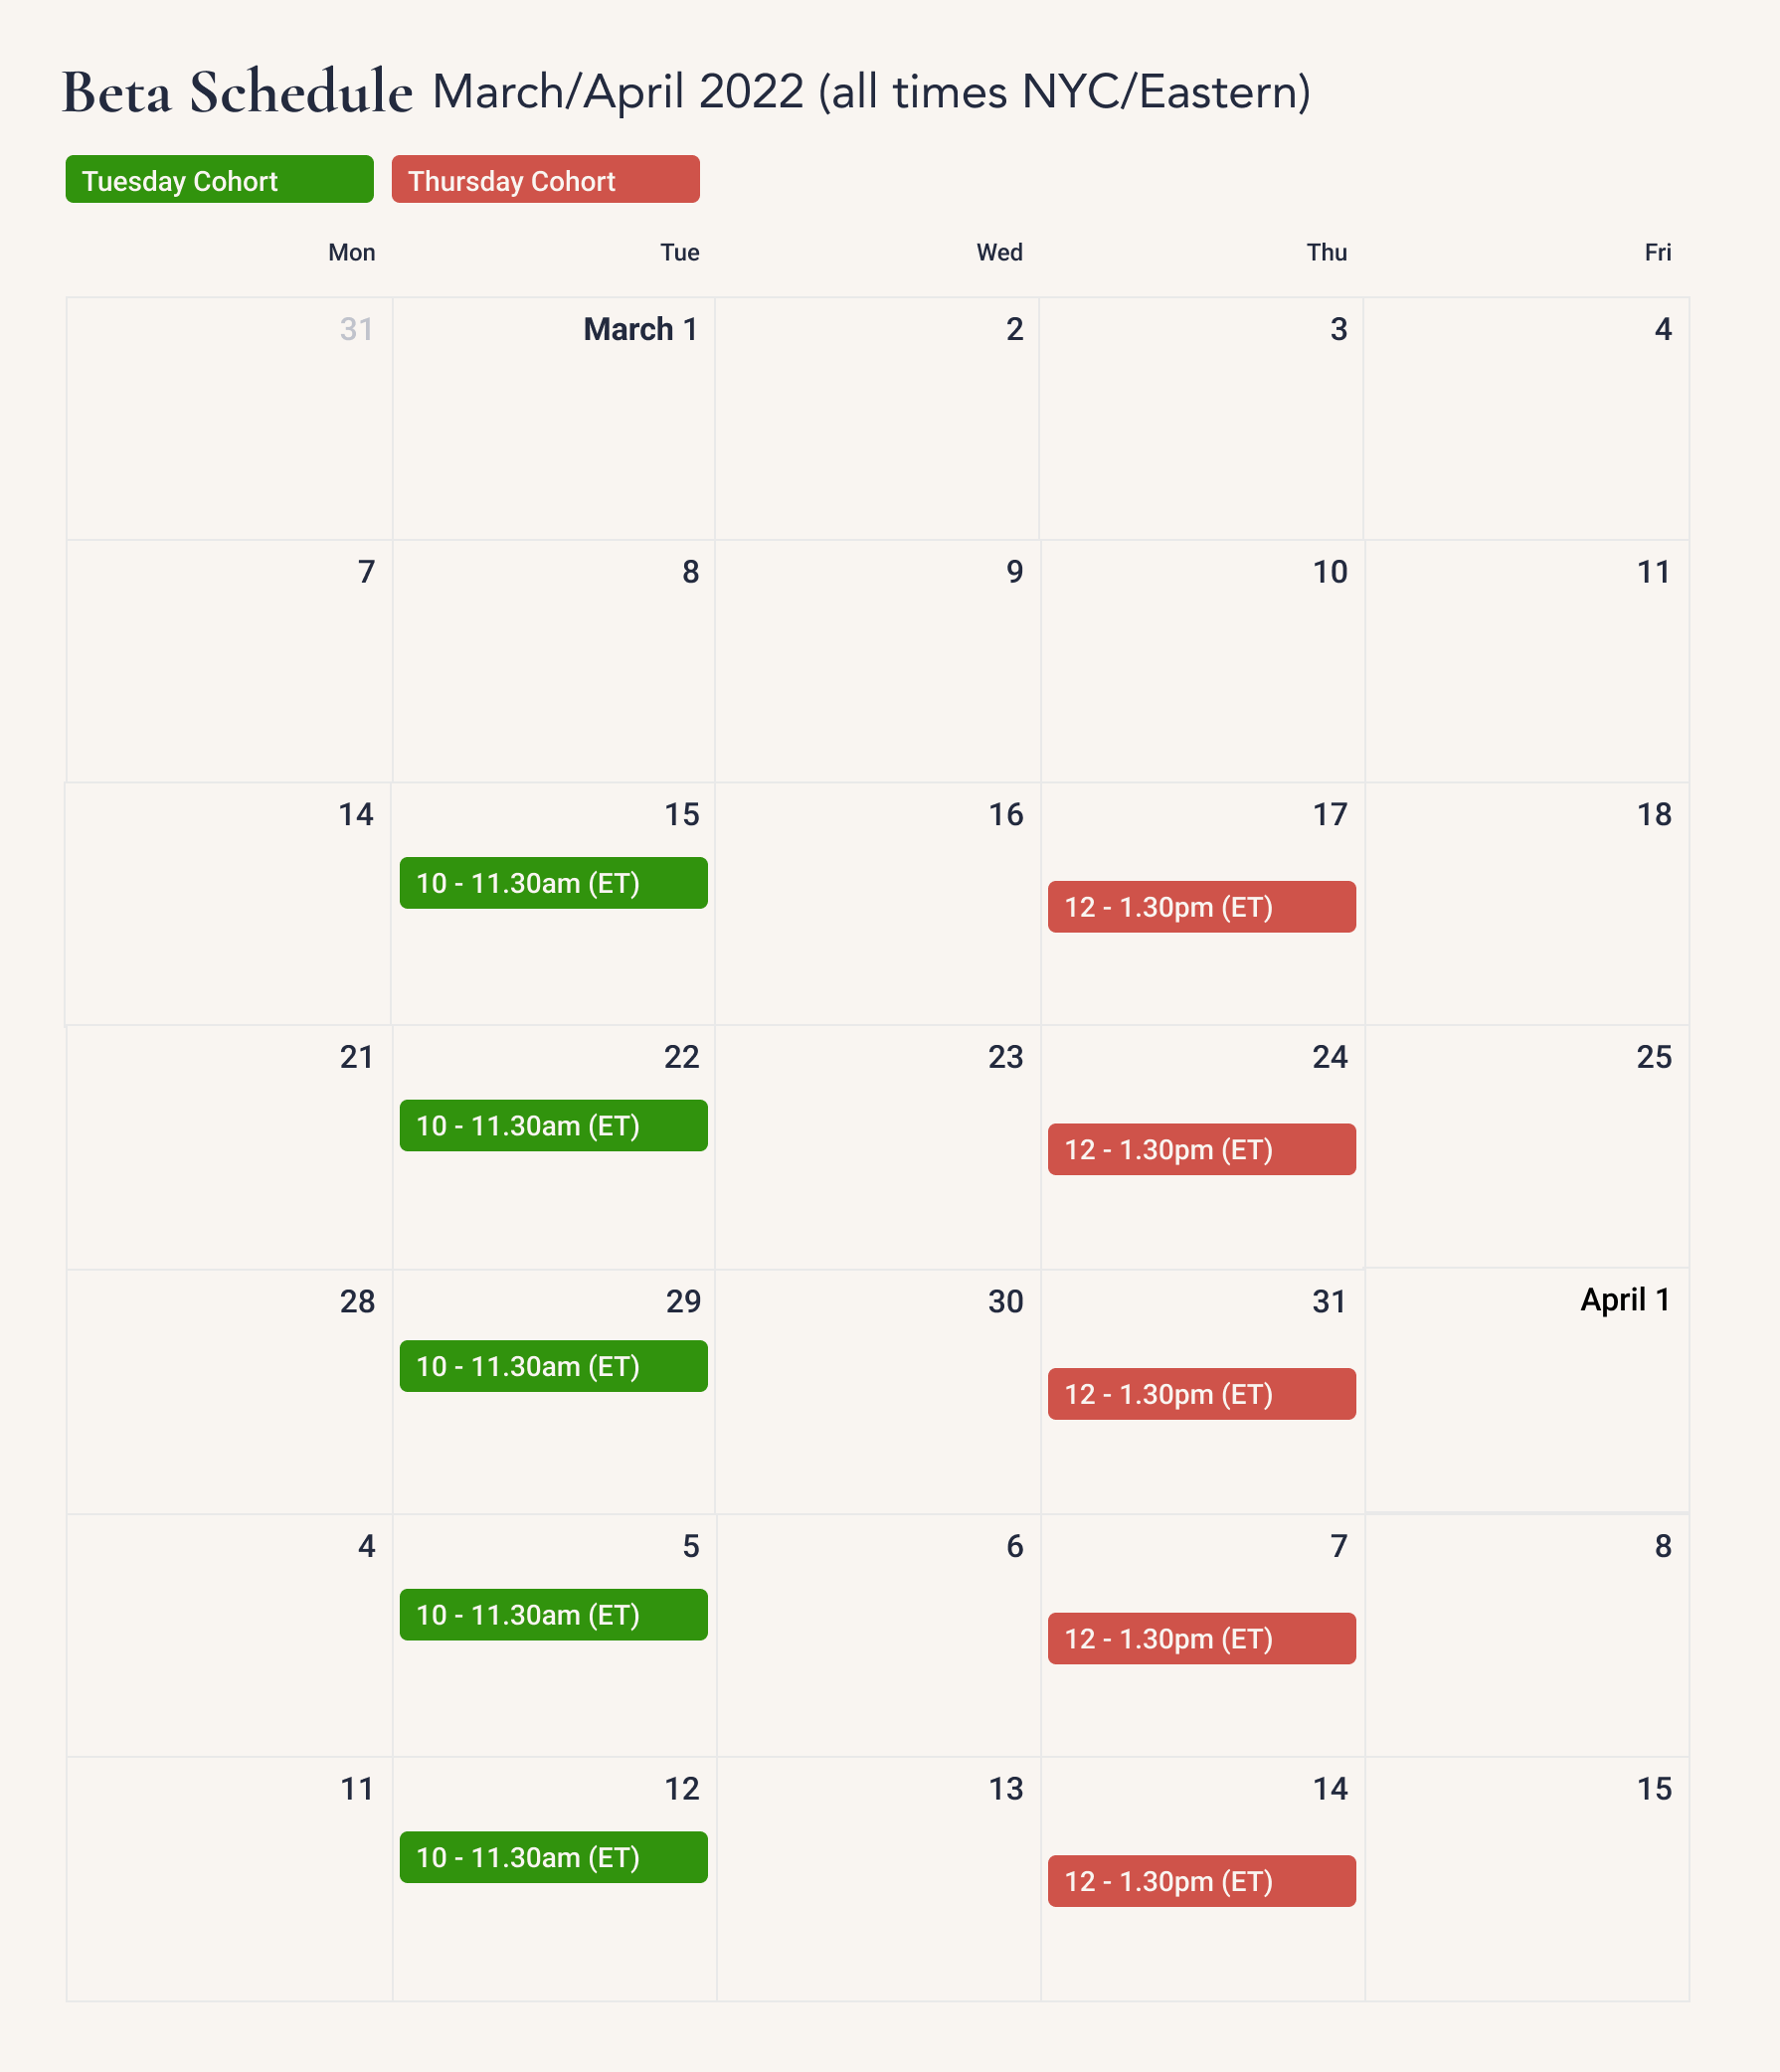 Beta Schedule March/April 2022 (all times NYC/Eastern)
Tuesday Cohort Thursday Cohort
Mon Tue Wed Thu Fri
31 March 1 2 3 4
7 8 9 10 11
14 15 16 17 18
10 - 11.30am (ET)
12 - 1.30pm (ET)
21 22 23 24 25
10 - 11.30am (ET)
12 - 1.30pm (ET)
28 29 30 31 April 1
10 - 11.30am (ET)
12 - 1.30pm (ET)
4 5 6 7 8
10 - 11.30am (ET)
12 - 1.30pm (ET)
11 12 13 14 15
10 - 11.30am (ET)
12 - 1.30pm (ET)